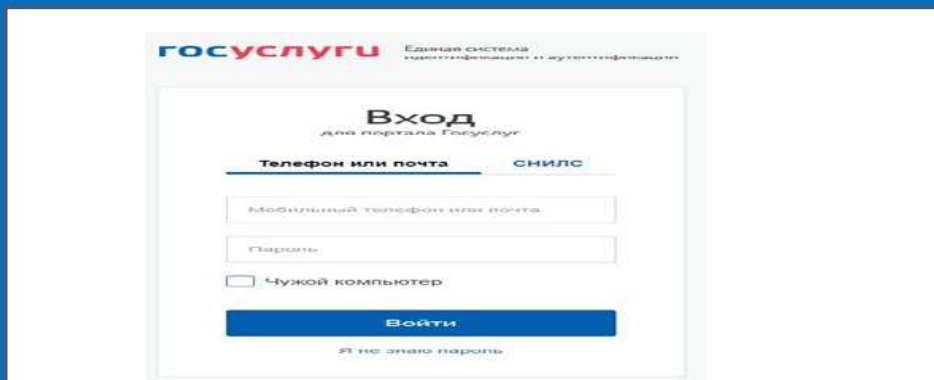 госуслуги
Единая система
идентификации и аутентификации
Вход
для портала Госуслуг
Телефон или почта СНИЛС
Мобильный телефон или почта
Пароль
Чужой компьютер
Войти
Я не знаю пароль